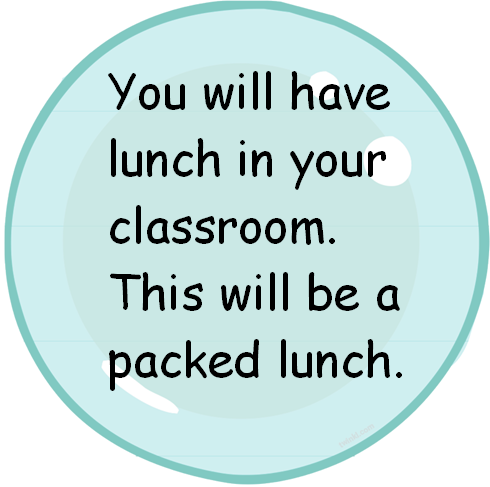 You will have
lunch in your
classroom.
This will be a
packed lunch.